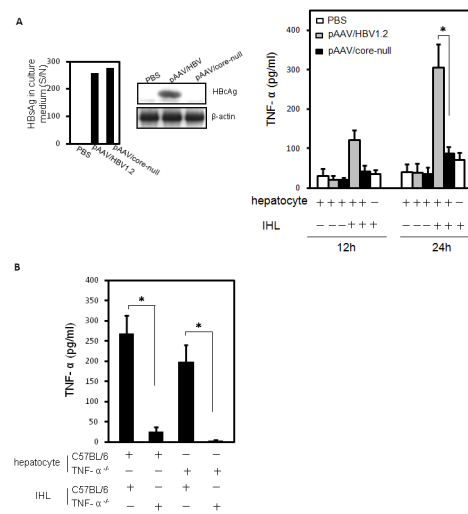 A
HBsAg in culture
medium (S/N)
300
200
100
0
PBS
pAAV/HBV1.2
pAAV/core-null
PBS
pAAV/HBV
pAAV/core-null
HBcAg
β-actin
TNF- α (pg/ml)
400
300
200
100
0
PBS
pAAV/HBV1.2
pAAV/core-null
*
hepatocyte + + + + + − + + + + + −
IHL − − − + + + − − − + + +
12h 24h
B
TNF- α (pg/ml)
400
350
300
250
200
150
100
50
0
* *
hepatocyte
C57BL/6 + + − −
TNF- α -/- − − + +
IHL
C57BL/6 + − + −
TNF- α -/- − + − +